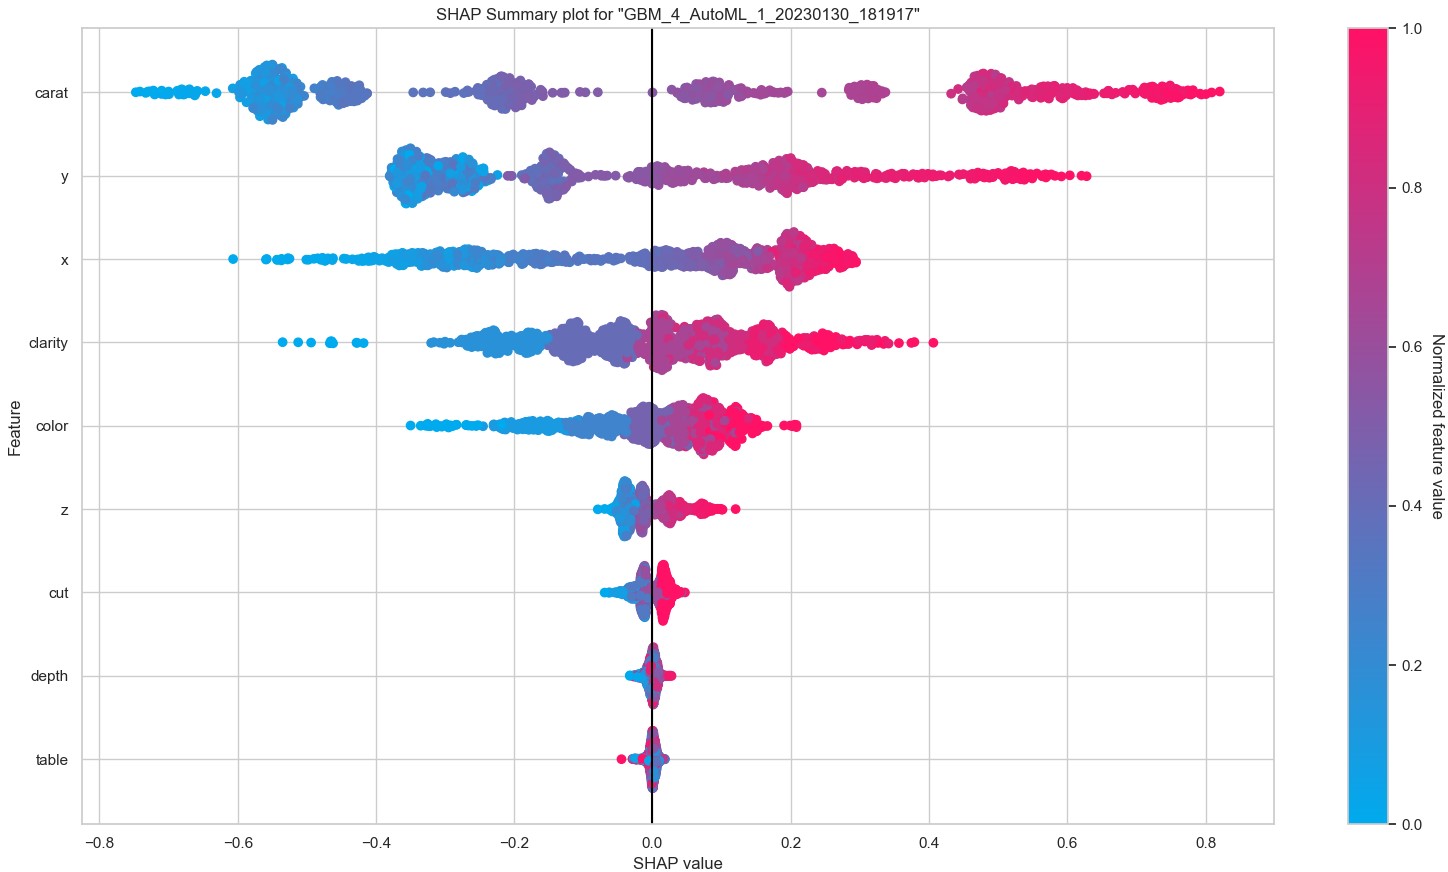 SHAP Summary plot for "GBM_4_AutoML_1_20230130_181917"
carat
y
x
clarity
color
z
cut
depth
table
Feature
−0.8 −0.6 −0.4 −0.2 0.0 0.2 0.4 0.6 0.8
SHAP value
1.0
0.8
0.6
0.4
0.2
0.0
Normalized feature value